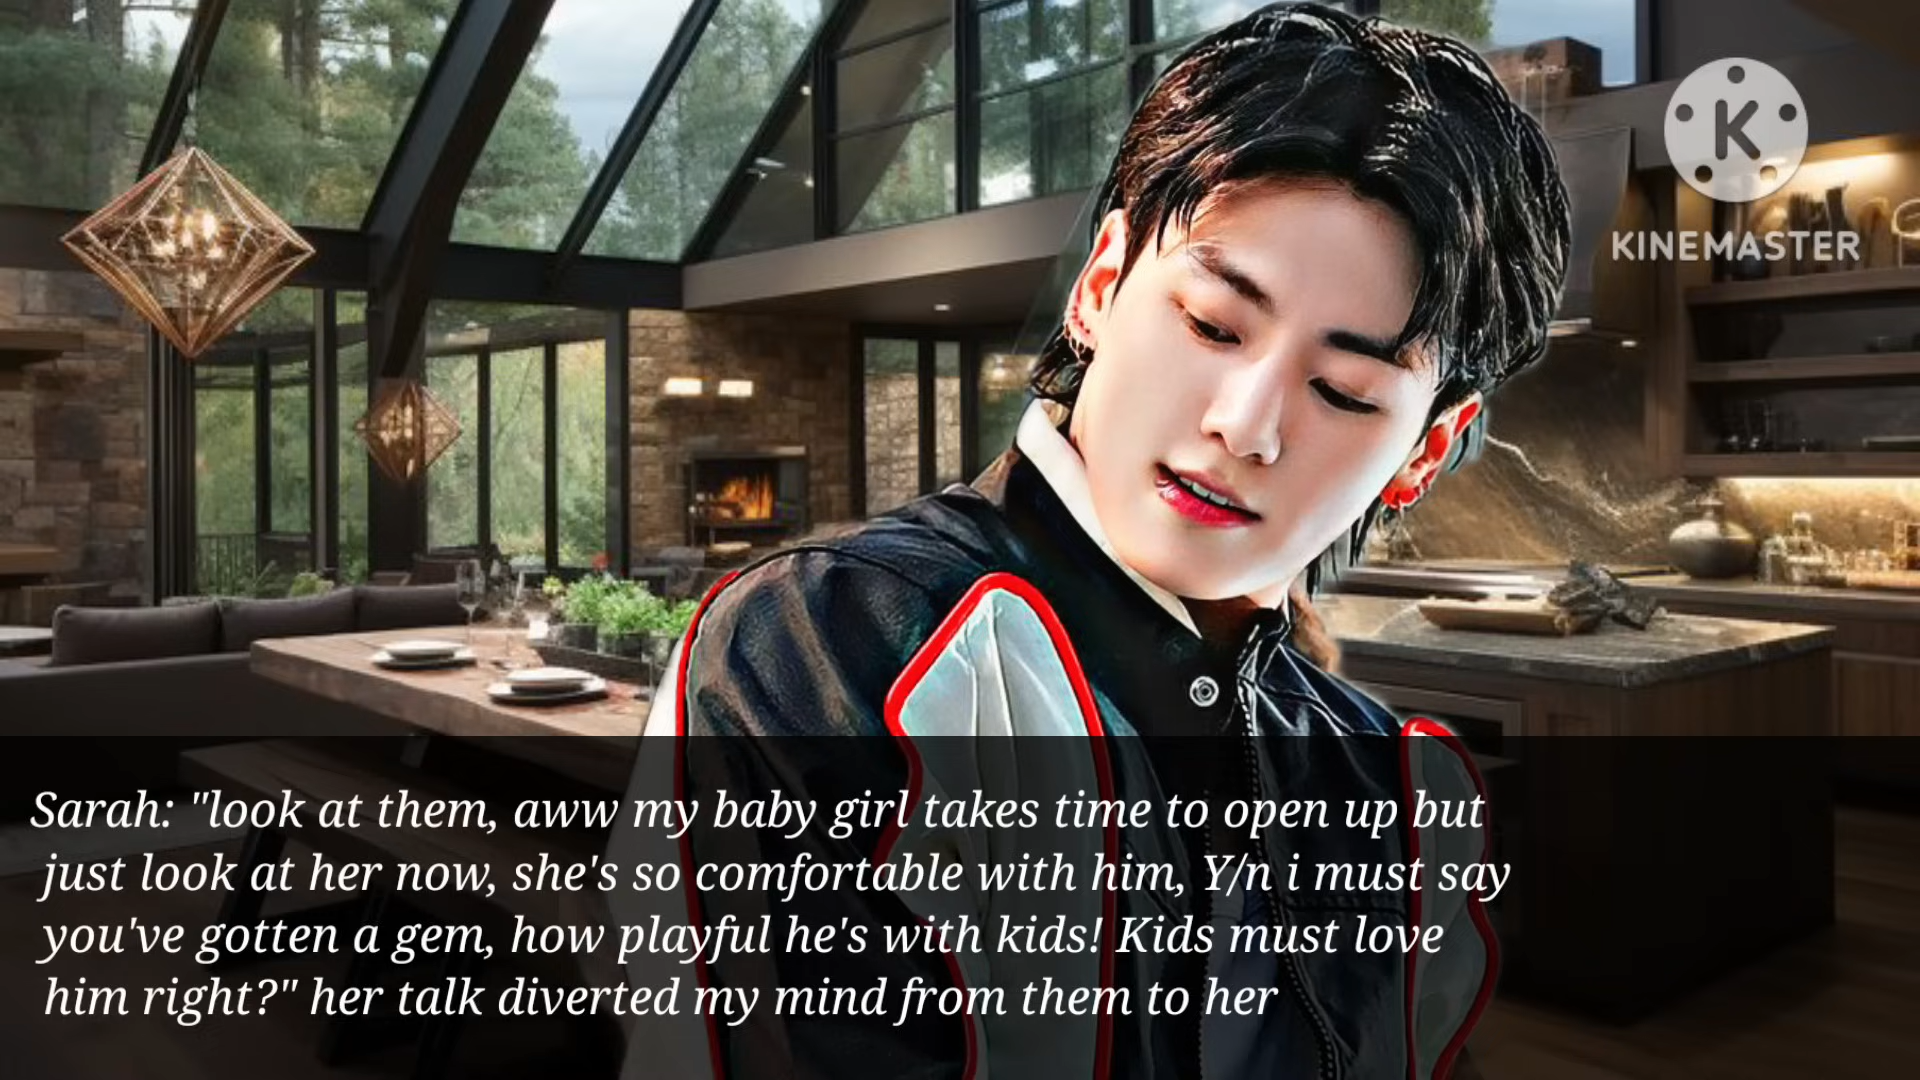 K
KINEMASTER
Sarah: "look at them, aww my baby girl takes time to open up but
just look at her now, she's so comfortable with him, Y/n i must say
you've gotten a gem, how playful he's with kids! Kids must love
him right?" her talk diverted my mind from them to her